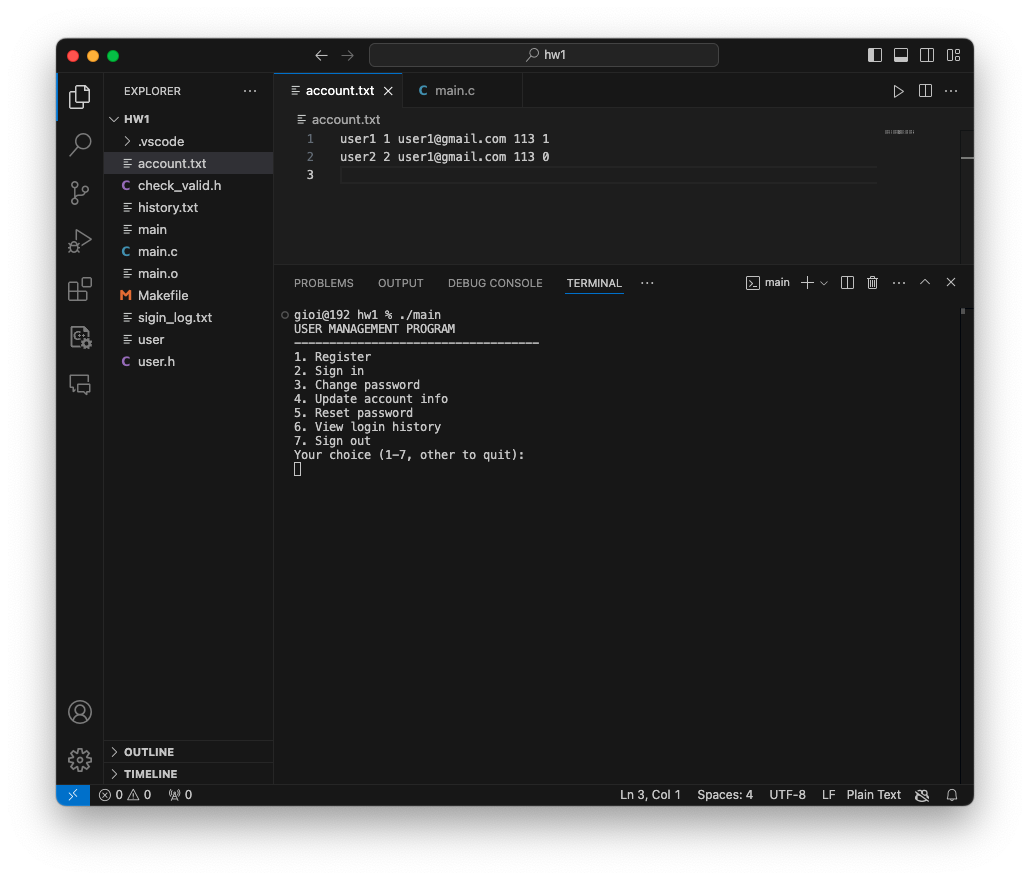 hw1
EXPLORER
HW1
.vscode
account.txt
C check_valid.h
history.txt
main
C main.c
main.o
M Makefile
sigin_log.txt
user
C user.h
OUTLINE
TIMELINE
account.txt
C main.c
account.txt
1 user1 1 user1@gmail.com 113 1
2 user2 2 user1@gmail.com 113 0
3
PROBLEMS OUTPUT DEBUG CONSOLE TERMINAL ··· main
gioi@192 hw1 % ./main
USER MANAGEMENT PROGRAM
-----------------------------------
1. Register
2. Sign in
3. Change password
4. Update account info
5. Reset password
6. View login history
7. Sign out
Your choice (1-7, other to quit):
0 0 0 Ln 3, Col 1 Spaces: 4 UTF-8 LF Plain Text